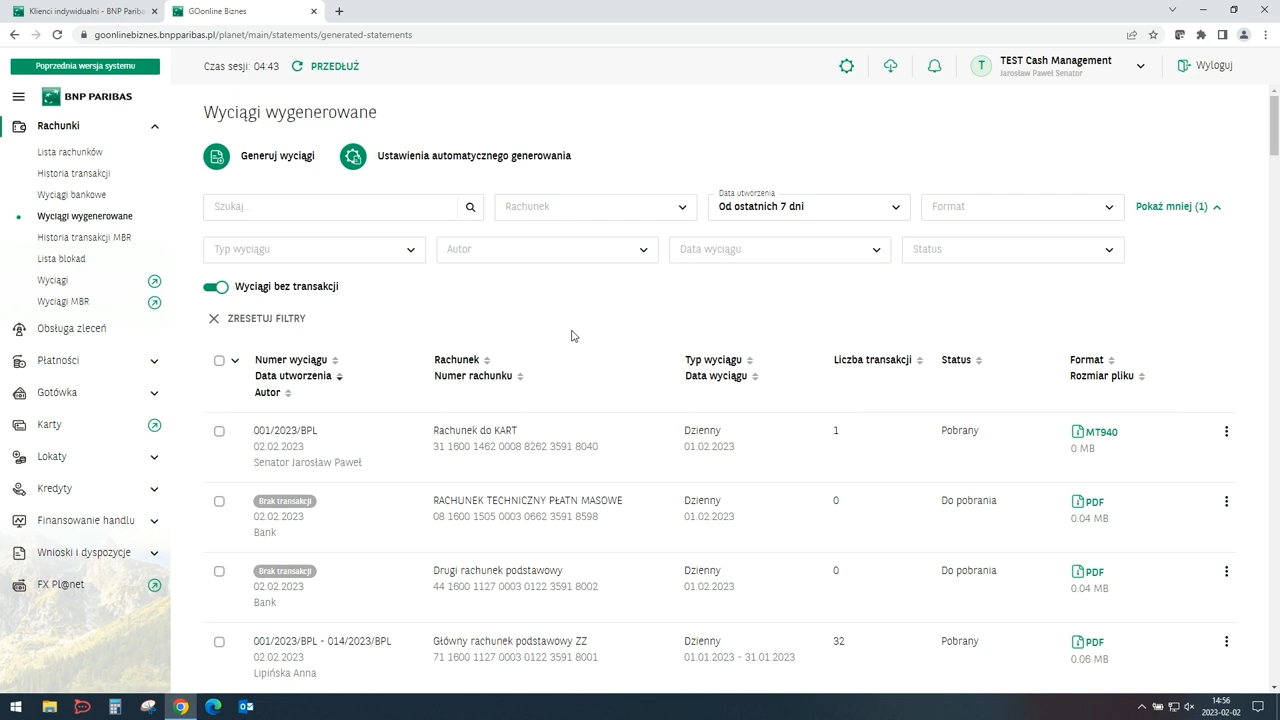 Klienci indywidualni - BNP Pariba
GOonline Biznes
goonlinebiznes.bnpparibas.pl/planet/main/statements/generated-statements
Poprzednia wersja systemu
Czas sesji: 04:43
PRZEDŁUŻ
T
TEST Cash Management
Jarosław Paweł Senator
Wyloguj
BNP PARIBAS
Rachunki
Lista rachunków
Historia transakcji
Wyciągi bankowe
Wyciągi wygenerowane
Historia transakcji MBR
Lista blokad
Wyciągi
Wyciągi MBR
Obsługa zleceń
Płatności
Gotówka
Karty
Lokaty
Kredyty
Finansowanie handlu
Wnioski i dyspozycje
FX Pl@net
Wyciągi wygenerowane
Generuj wyciągi
Ustawienia automatycznego generowania
Szukaj...
Rachunek
Data utworzenia
Od ostatnich 7 dni
Format
Pokaż mniej (1)
Typ wyciągu
Autor
Data wyciągu
Status
Wyciągi bez transakcji
ZRESETUJ FILTRY
Numer wyciągu
Data utworzenia
Autor
Rachunek
Numer rachunku
Typ wyciągu
Data wyciągu
Liczba transakcji
Status
Format
Rozmiar pliku
001/2023/BPL
02.02.2023
Senator Jarosław Paweł
Rachunek do KART
31 1600 1462 0008 8262 3591 8040
Dzienny
01.02.2023
1
Pobrany
MT940
0 MB
Brak transakcji
02.02.2023
Bank
RACHUNEK TECHNICZNY PŁATN MASOWE
08 1600 1505 0003 0662 3591 8598
Dzienny
01.02.2023
0
Do pobrania
PDF
0.04 MB
Brak transakcji
02.02.2023
Bank
Drugi rachunek podstawowy
44 1600 1127 0003 0122 3591 8002
Dzienny
01.02.2023
0
Do pobrania
PDF
0.04 MB
001/2023/BPL - 014/2023/BPL
02.02.2023
Lipińska Anna
Główny rachunek podstawowy ZZ
71 1600 1127 0003 0122 3591 8001
Dzienny
01.01.2023 - 31.01.2023
32
Pobrany
PDF
0.06 MB
14:56
2023-02-02